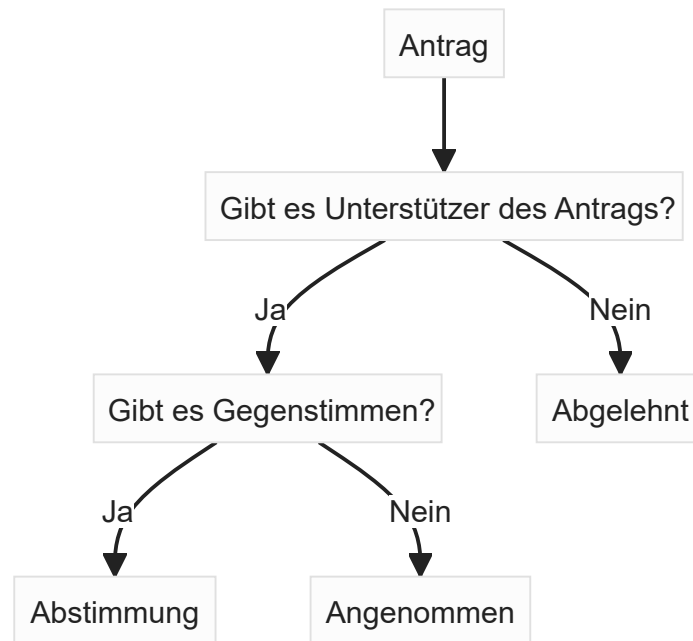 Antrag
Gibt es Unterstützer des Antrags?
Ja
Nein
Gibt es Gegenstimmen?
Abgelehnt
Ja
Nein
Abstimmung
Angenommen